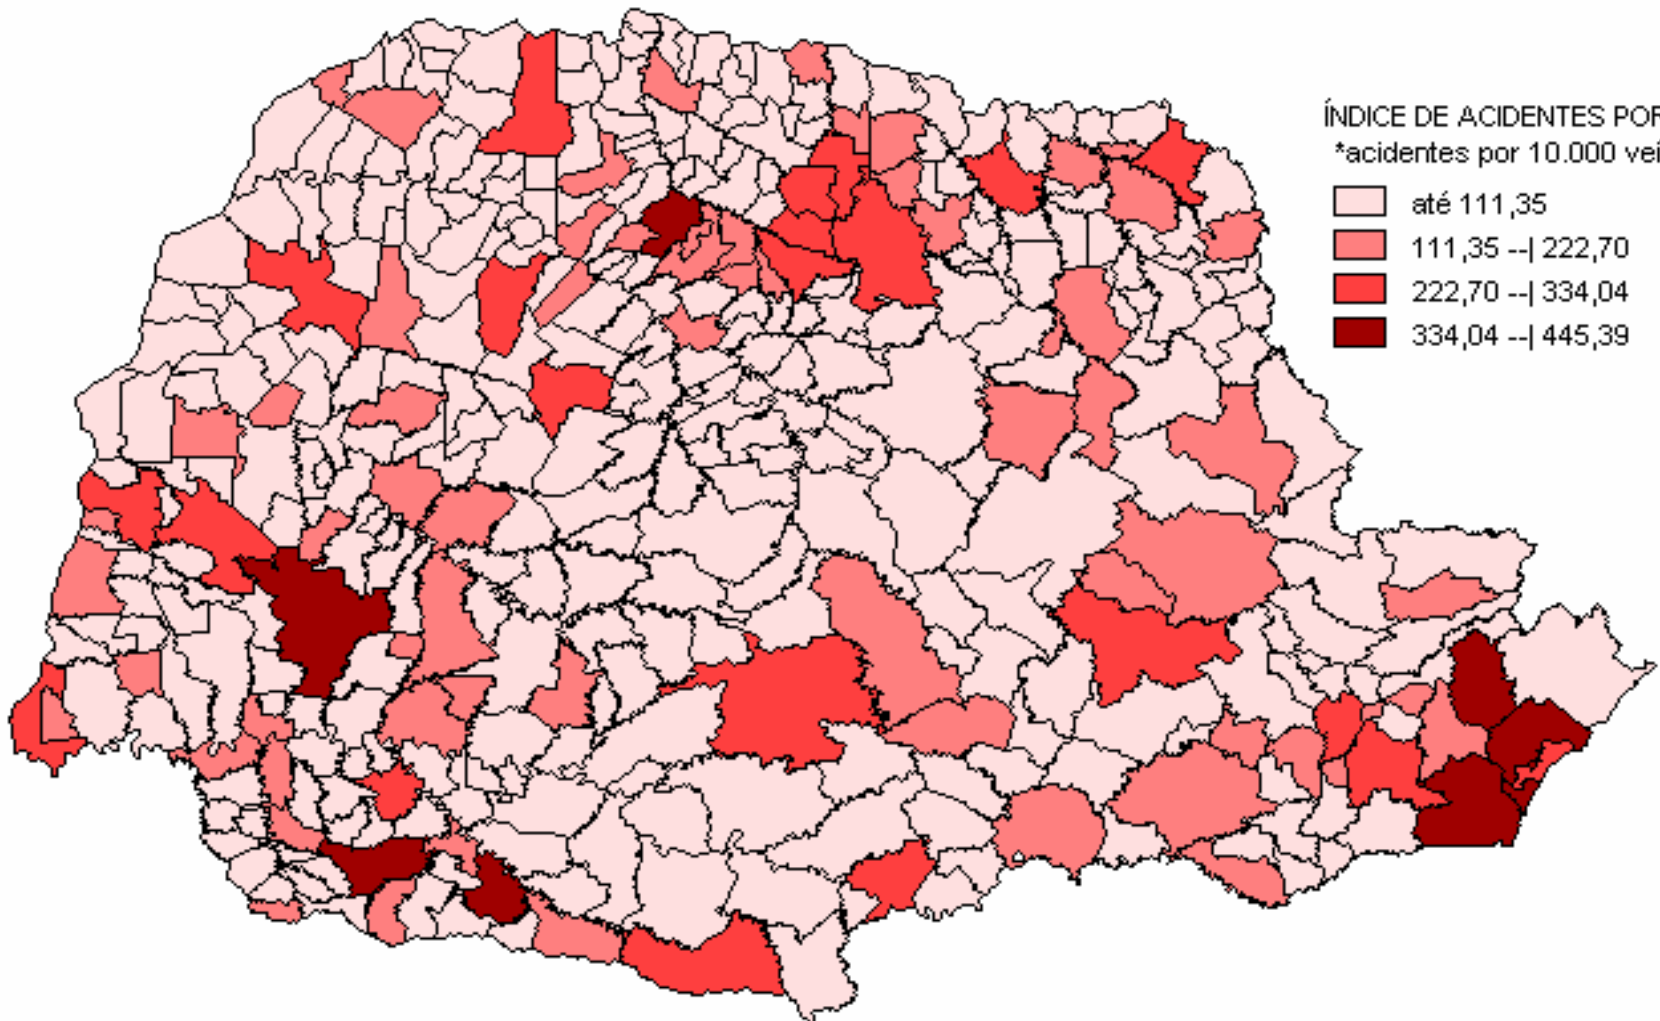 ÍNDICE DE ACIDENTES POR
*acidentes por 10.000
até 111,35
111,35 --| 222,70
222,70 --| 334,04
334,04 --| 445,39